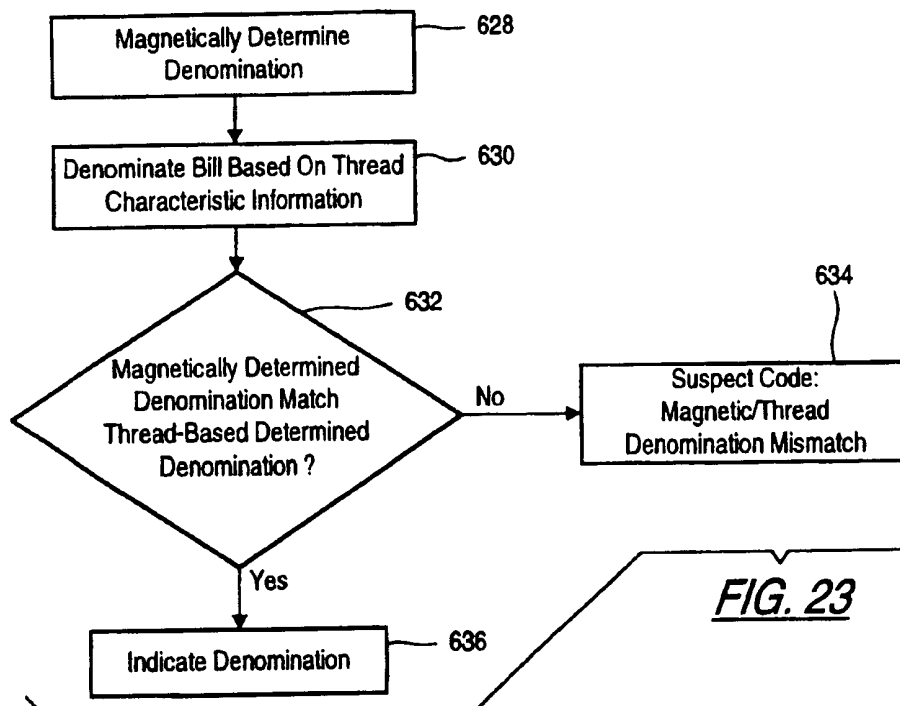 Magnetically Determine
Denomination
628
Denominate Bill Based On Thread
Characteristic Information
630
632
Magnetically Determined
Denomination Match
Thread-Based Determined
Denomination ?
No
634
Suspect Code:
Magnetic/Thread
Denomination Mismatch
Yes
Indicate Denomination
636
FIG. 23